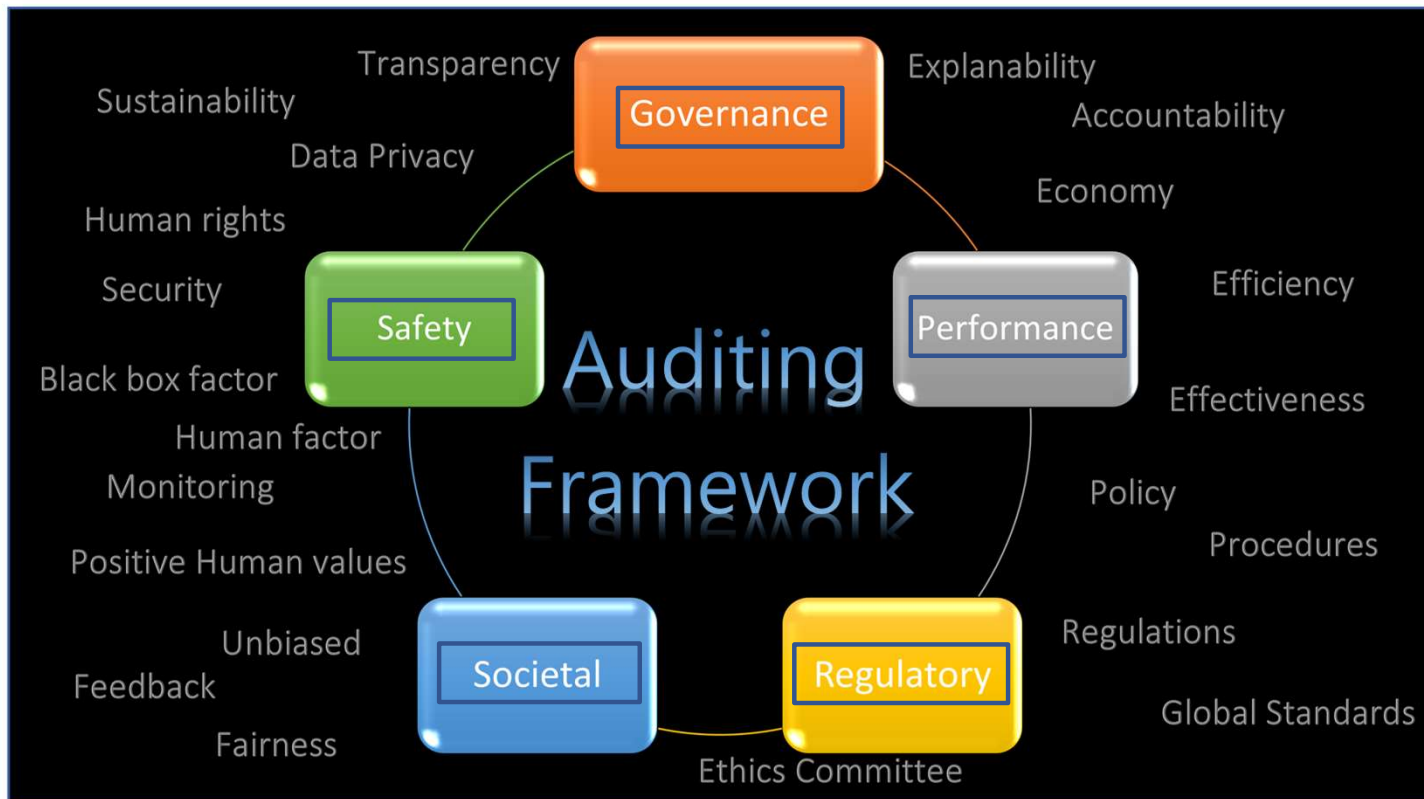 Transparency
Explanability
Sustainability
Governance
Accountability
Data Privacy
Economy
Human rights
Security
Efficiency
Safety
Performance
Auditing
Black box factor
Effectiveness
Human factor
Monitoring
Framework
Policy
Procedures
Positive Human values
Unbiased
Regulations
Societal
Regulatory
Feedback
Global Standards
Fairness
Ethics Committee